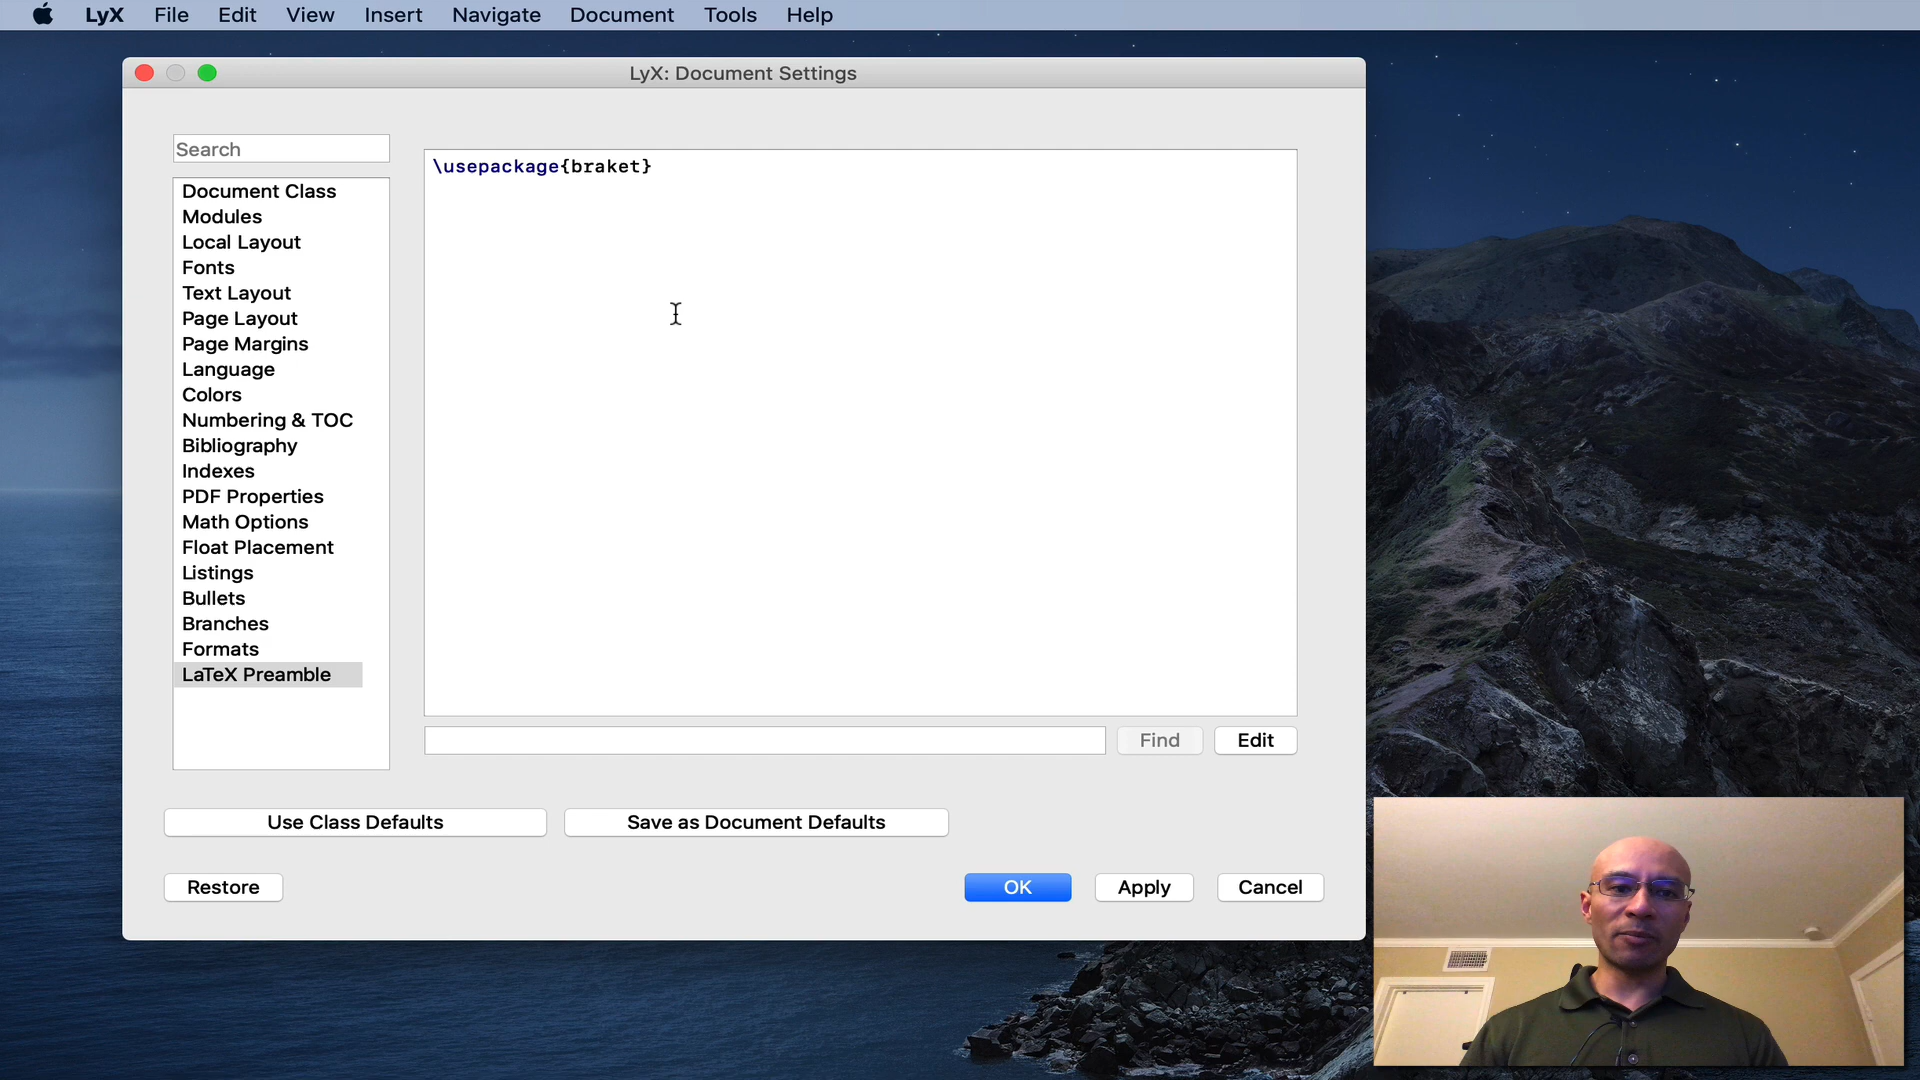 LyX File Edit View Insert Navigate Document Tools Help
LyX: Document Settings
Search
Document Class
Modules
Local Layout
Fonts
Text Layout
Page Layout
Page Margins
Language
Colors
Numbering & TOC
Bibliography
Indexes
PDF Properties
Math Options
Float Placement
Listings
Bullets
Branches
Formats
LaTeX Preamble
\usepackage{braket}
Find Edit
Use Class Defaults Save as Document Defaults
Restore OK Apply Cancel